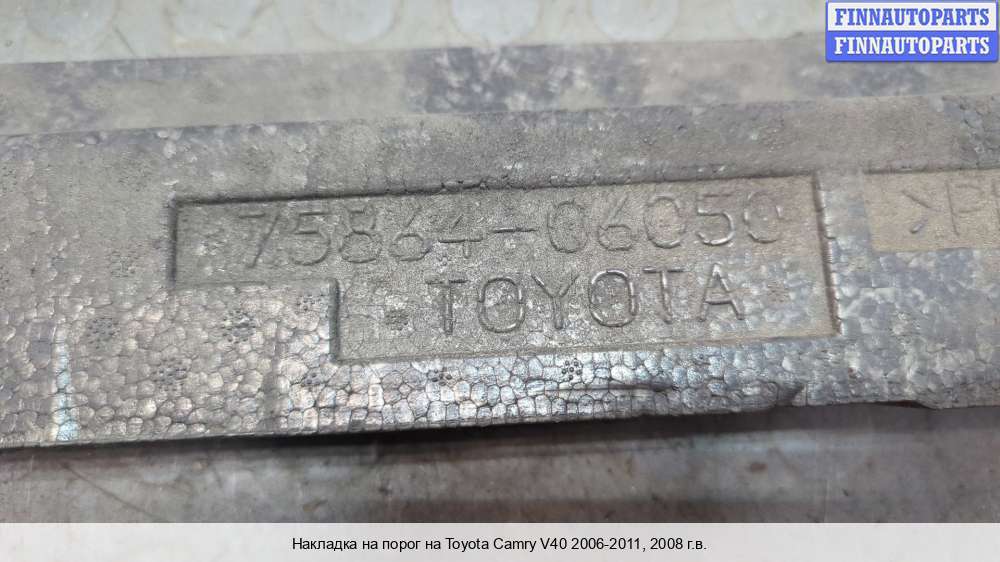 FINNAUTOPARTS
FINNAUTOPARTS
75864-06050
TOYOTA
Накладка на порог на Toyota Camry V40 2006-2011, 2008 г.в.